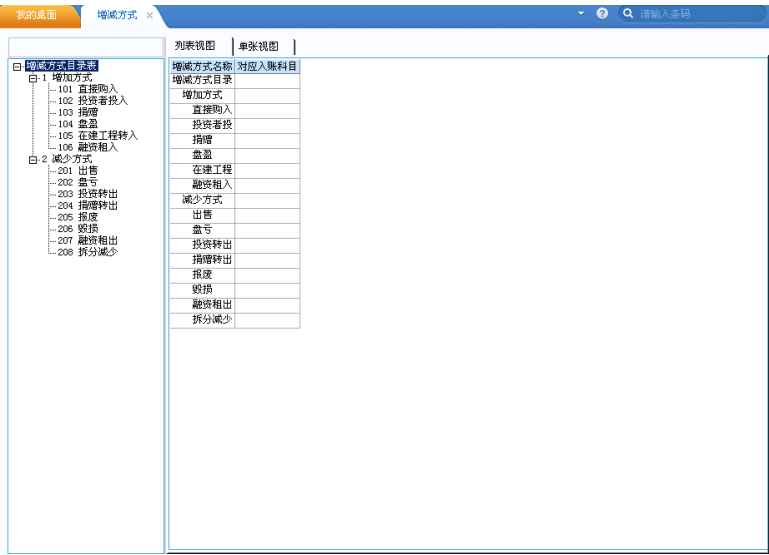 我的桌面
增减方式
请输入条码
列表视图
单张视图
增减方式目录表
1 增加方式
101 直接购入
102 投资者投入
103 捐赠
104 盘盈
105 在建工程转入
106 融资租入
2 减少方式
201 出售
202 盘亏
203 投资转出
204 捐赠转出
205 报废
206 毁损
207 融资租出
208 拆分减少
增减方式名称 对应入账科目
增减方式目录
增加方式
直接购入
投资者投
捐赠
盘盈
在建工程
融资租入
减少方式
出售
盘亏
投资转出
捐赠转出
报废
毁损
融资租出
拆分减少